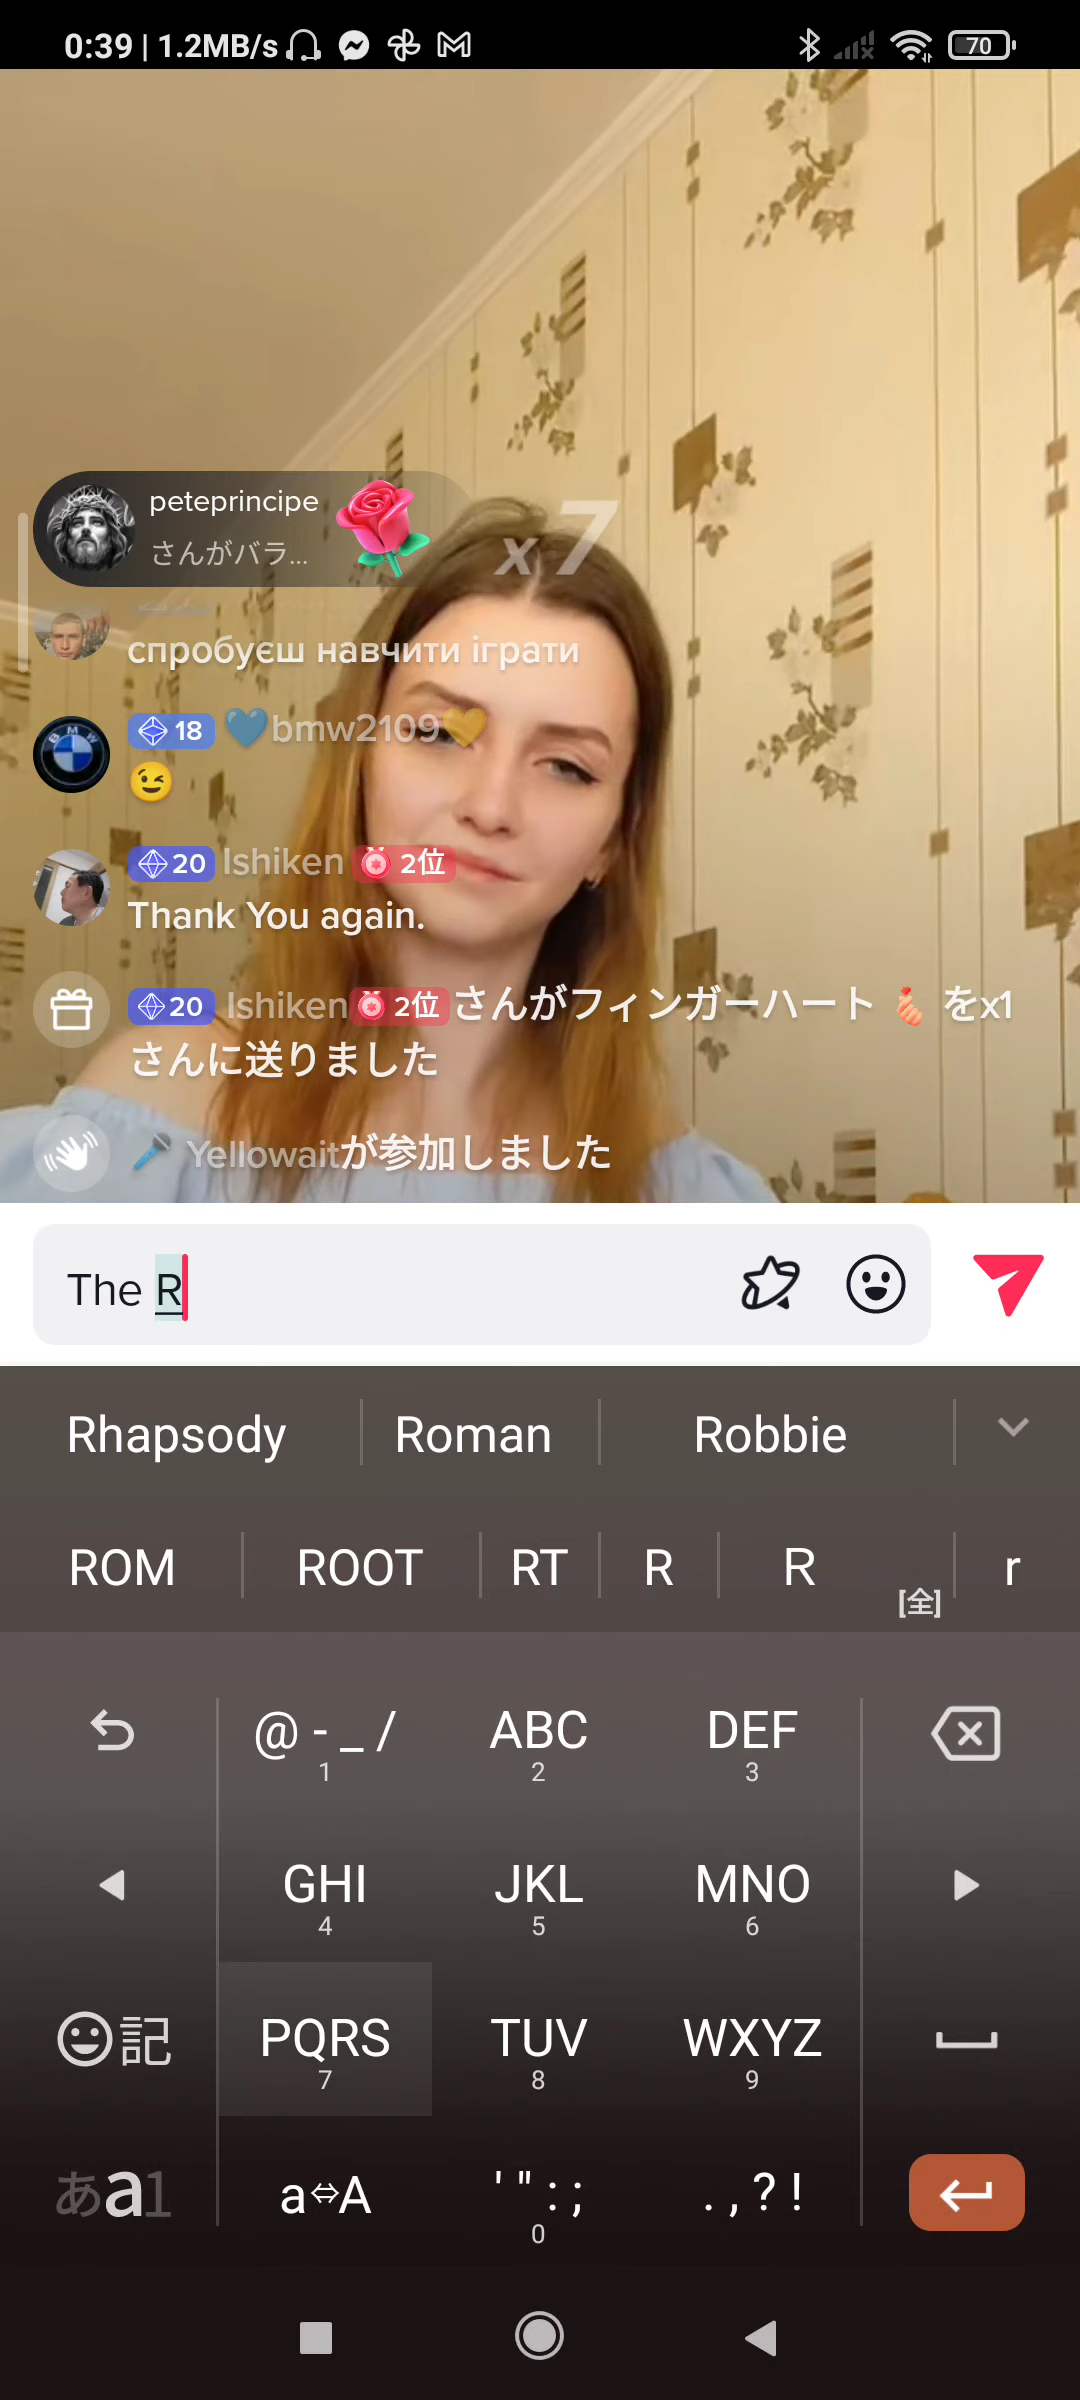 0:39 | 1.2MB/s 70
peteprincipe
さんがバラ...
x7
спробуєш навчити іграти
18 💙bmw2109💛
😉
20 Ishiken 2位
Thank You again.
20 Ishiken 2位 さんがフィンガーハート 🫰 をx1
さんに送りました
🎤 Yellowaitが参加しました
The R
Rhapsody Roman Robbie
ROM ROOT RT R Ｒ [全] r
@ - _ / ABC DEF
1 2 3
GHI JKL MNO
4 5 6
記 PQRS TUV WXYZ
7 8 9
あa1 a⇔A ' " : ; . , ? !
0